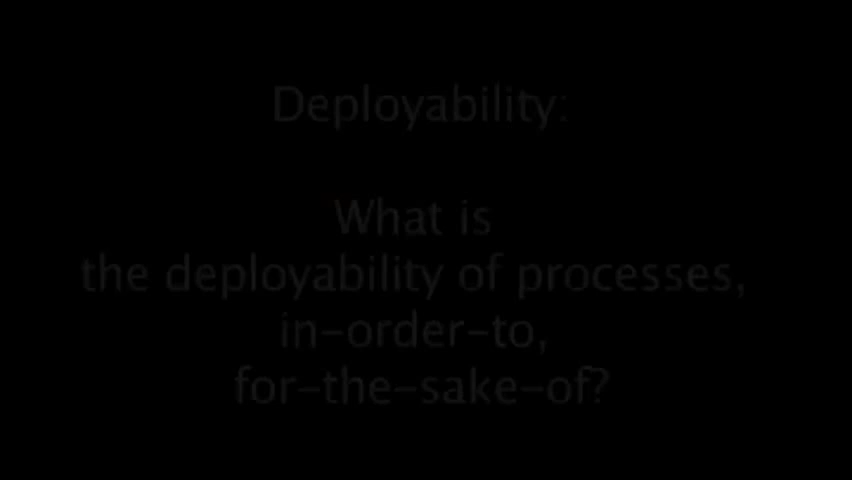 Deployability:
What is
the deployability of processes,
in-order-to,
for-the-sake-of?